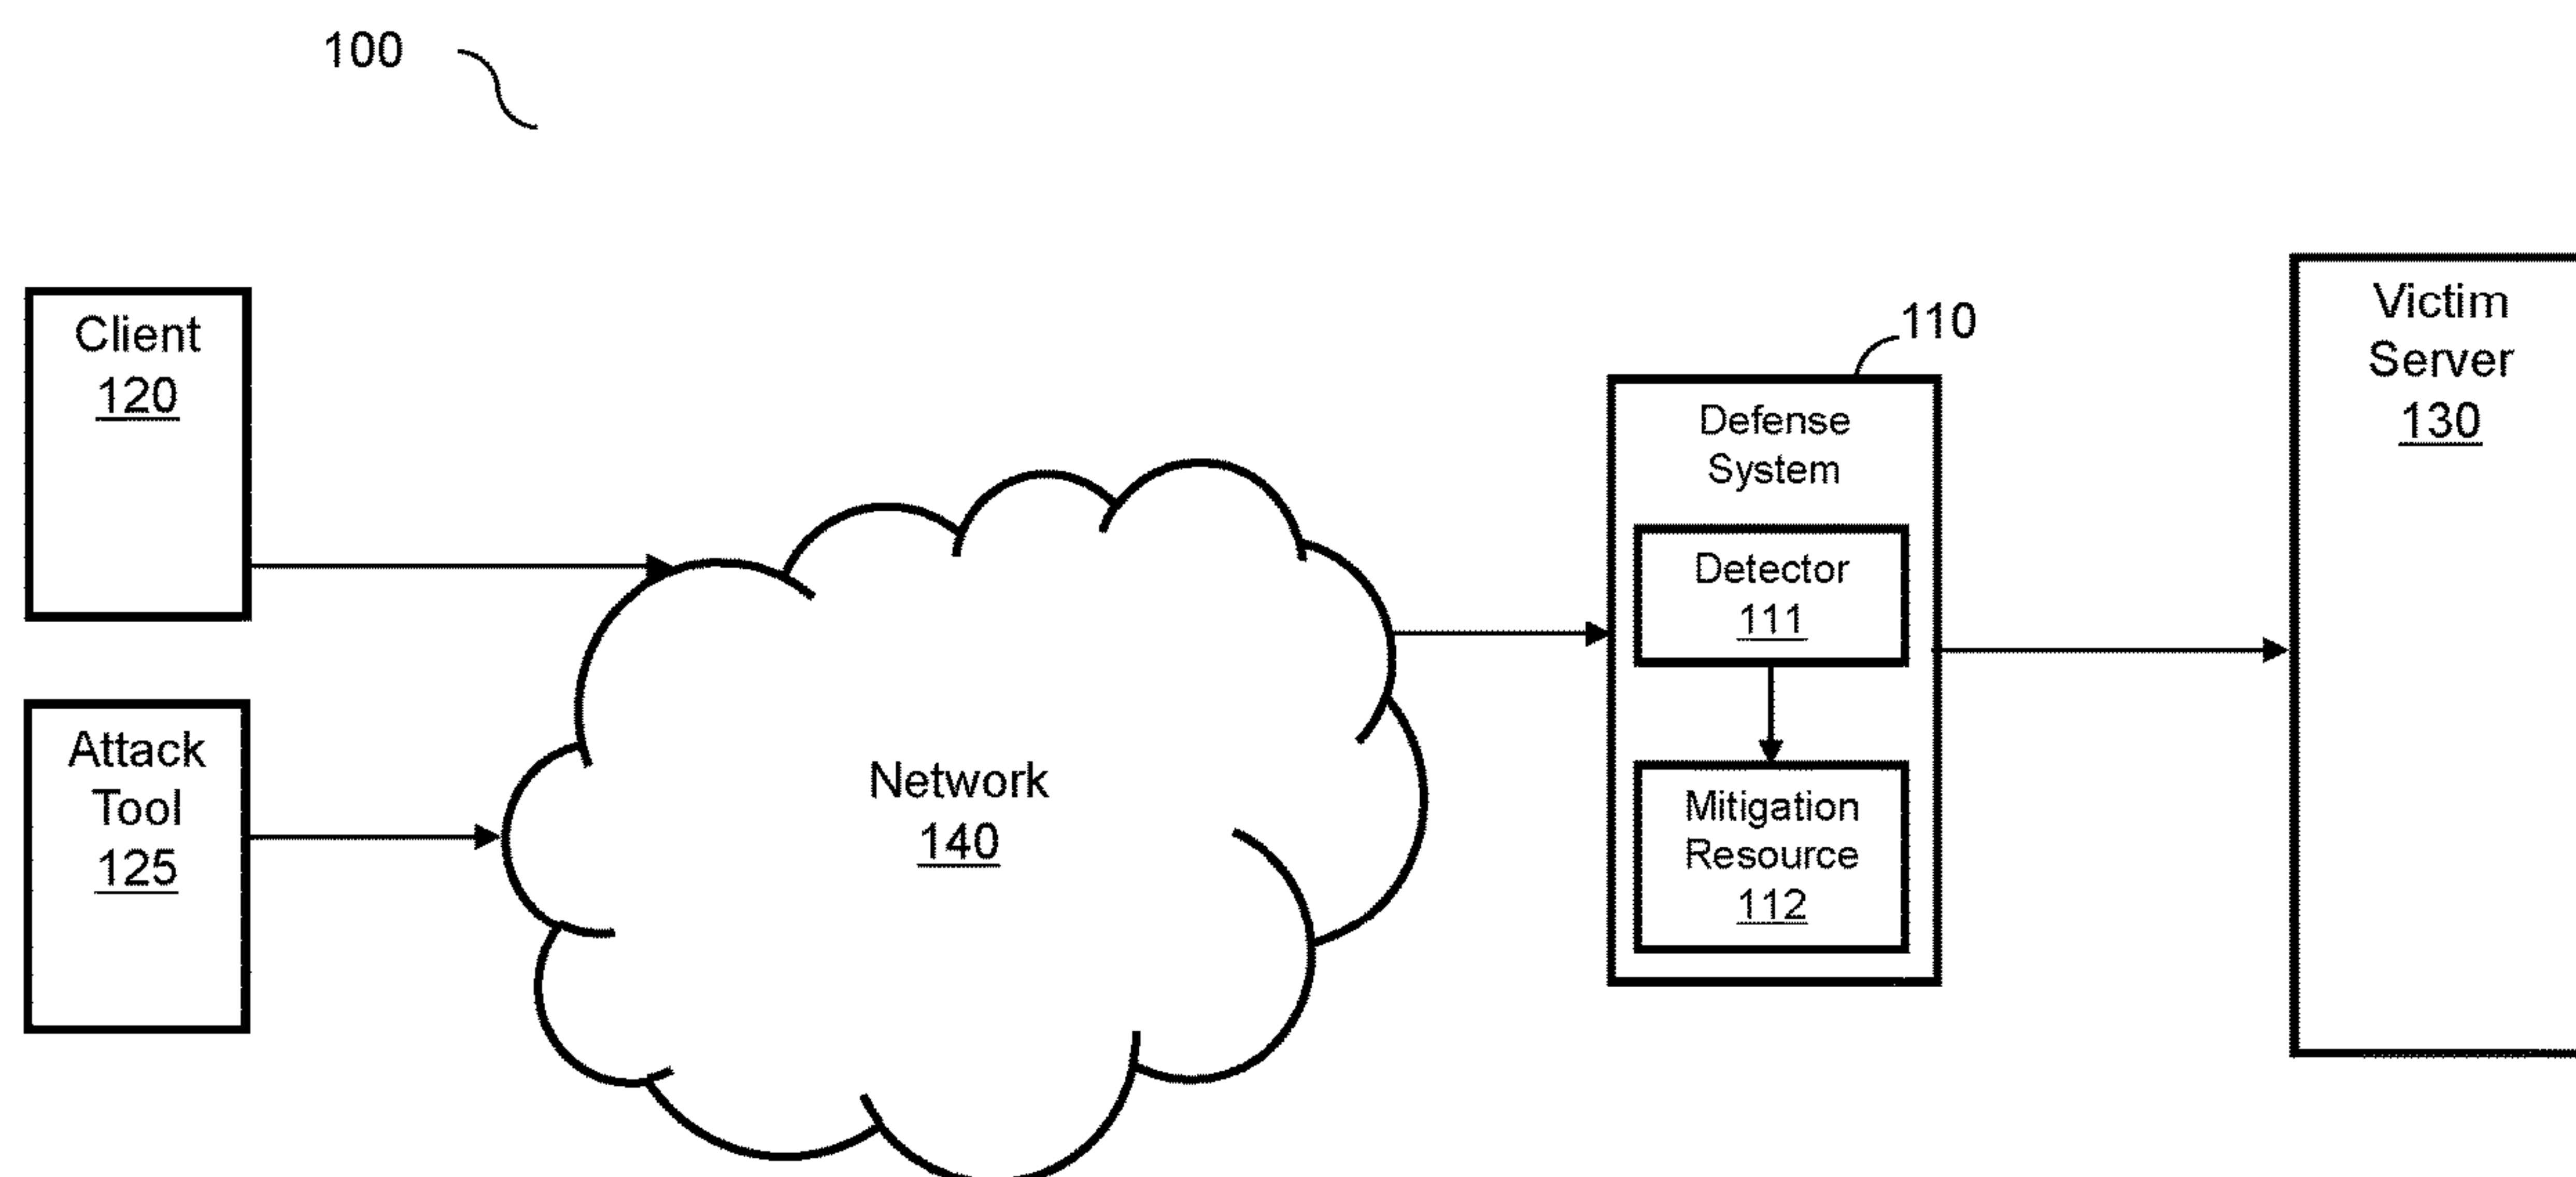 100
Client
120
Attack
Tool
125
Network
140
110
Defense
System
Detector
111
Mitigation
Resource
112
Victim
Server
130